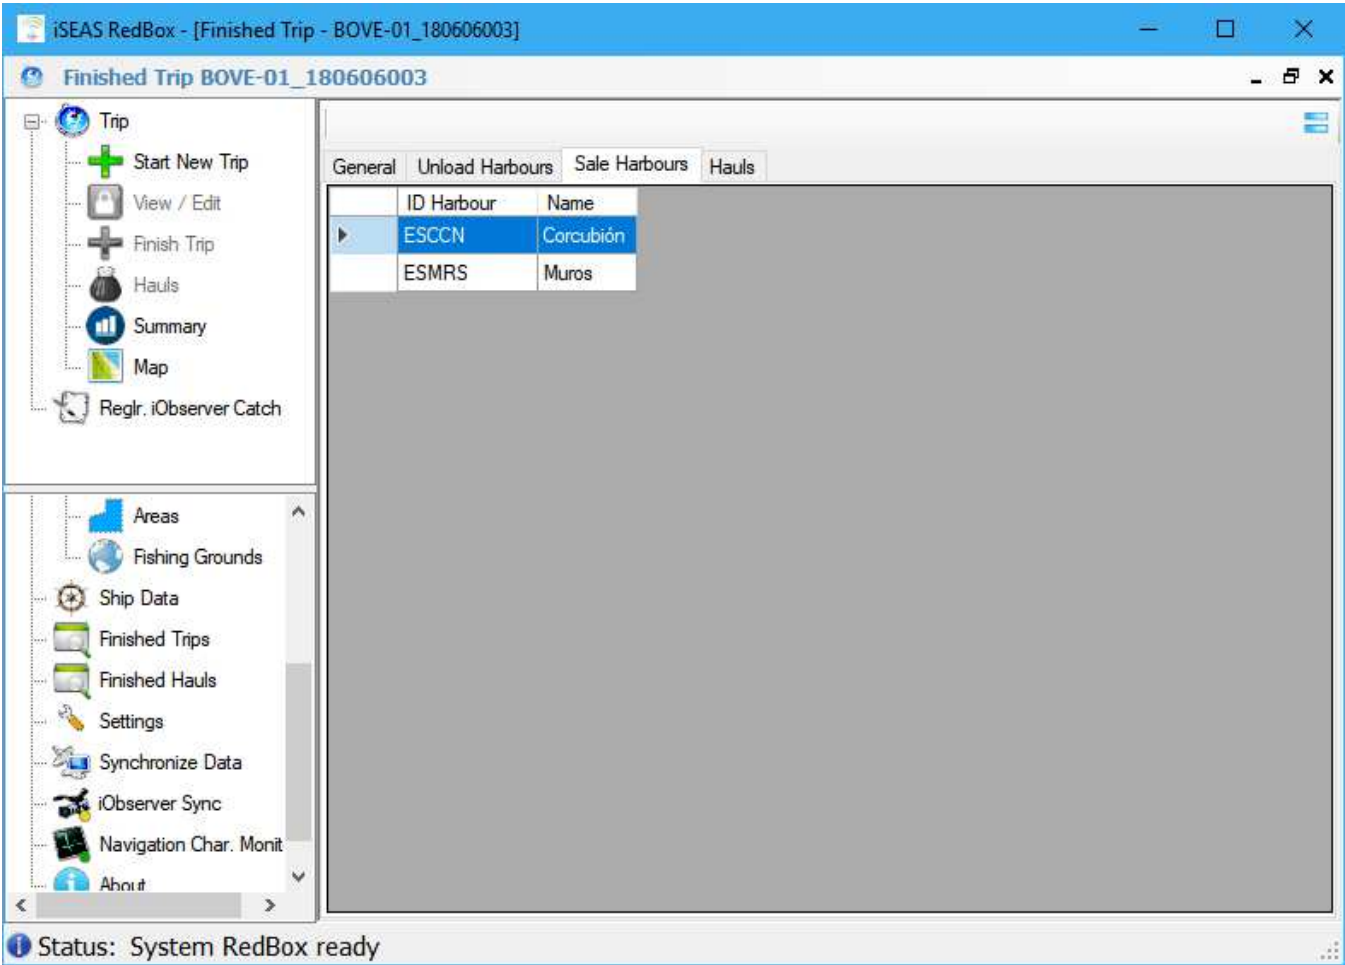 iSEAS RedBox - [Finished Trip - BOVE-01_180606003]
Finished Trip BOVE-01_180606003
Trip
Start New Trip
View / Edit
Finish Trip
Hauls
Summary
Map
Reglr. iObserver Catch
Areas
Fishing Grounds
Ship Data
Finished Trips
Finished Hauls
Settings
Synchronize Data
iObserver Sync
Navigation Char. Monit
About
General Unload Harbours Sale Harbours Hauls
ID Harbour Name
ESCCN Corcubión
ESMRS Muros
Status: System RedBox ready